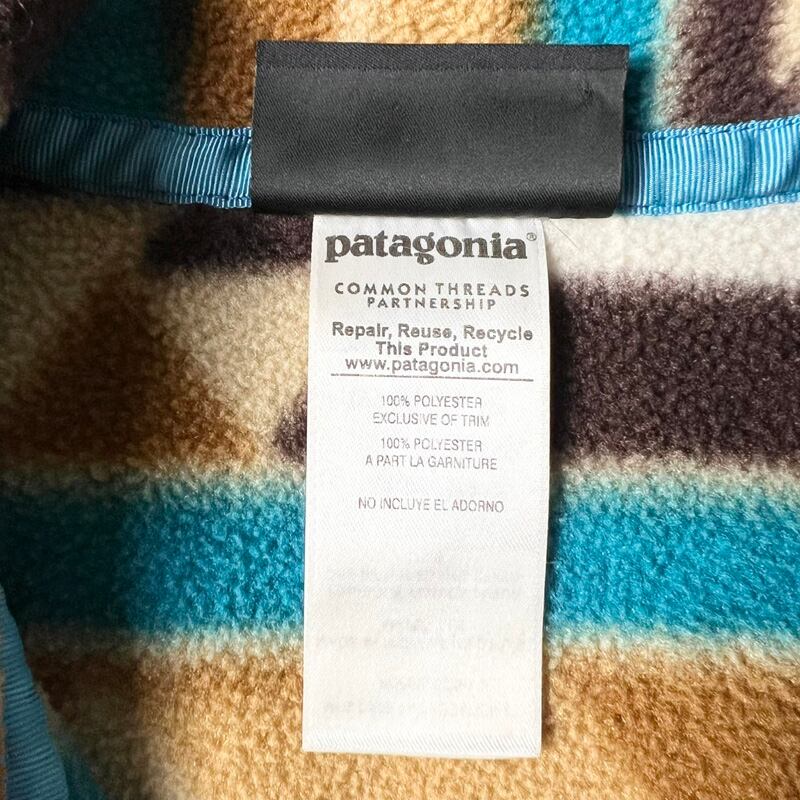 patagonia®
COMMON THREADS
PARTNERSHIP
Repair, Reuse, Recycle
This Product
www.patagonia.com
100% POLYESTER
EXCLUSIVE OF TRIM
100% POLYESTER
A PART LA GARNITURE
NO INCLUYE EL ADORNO